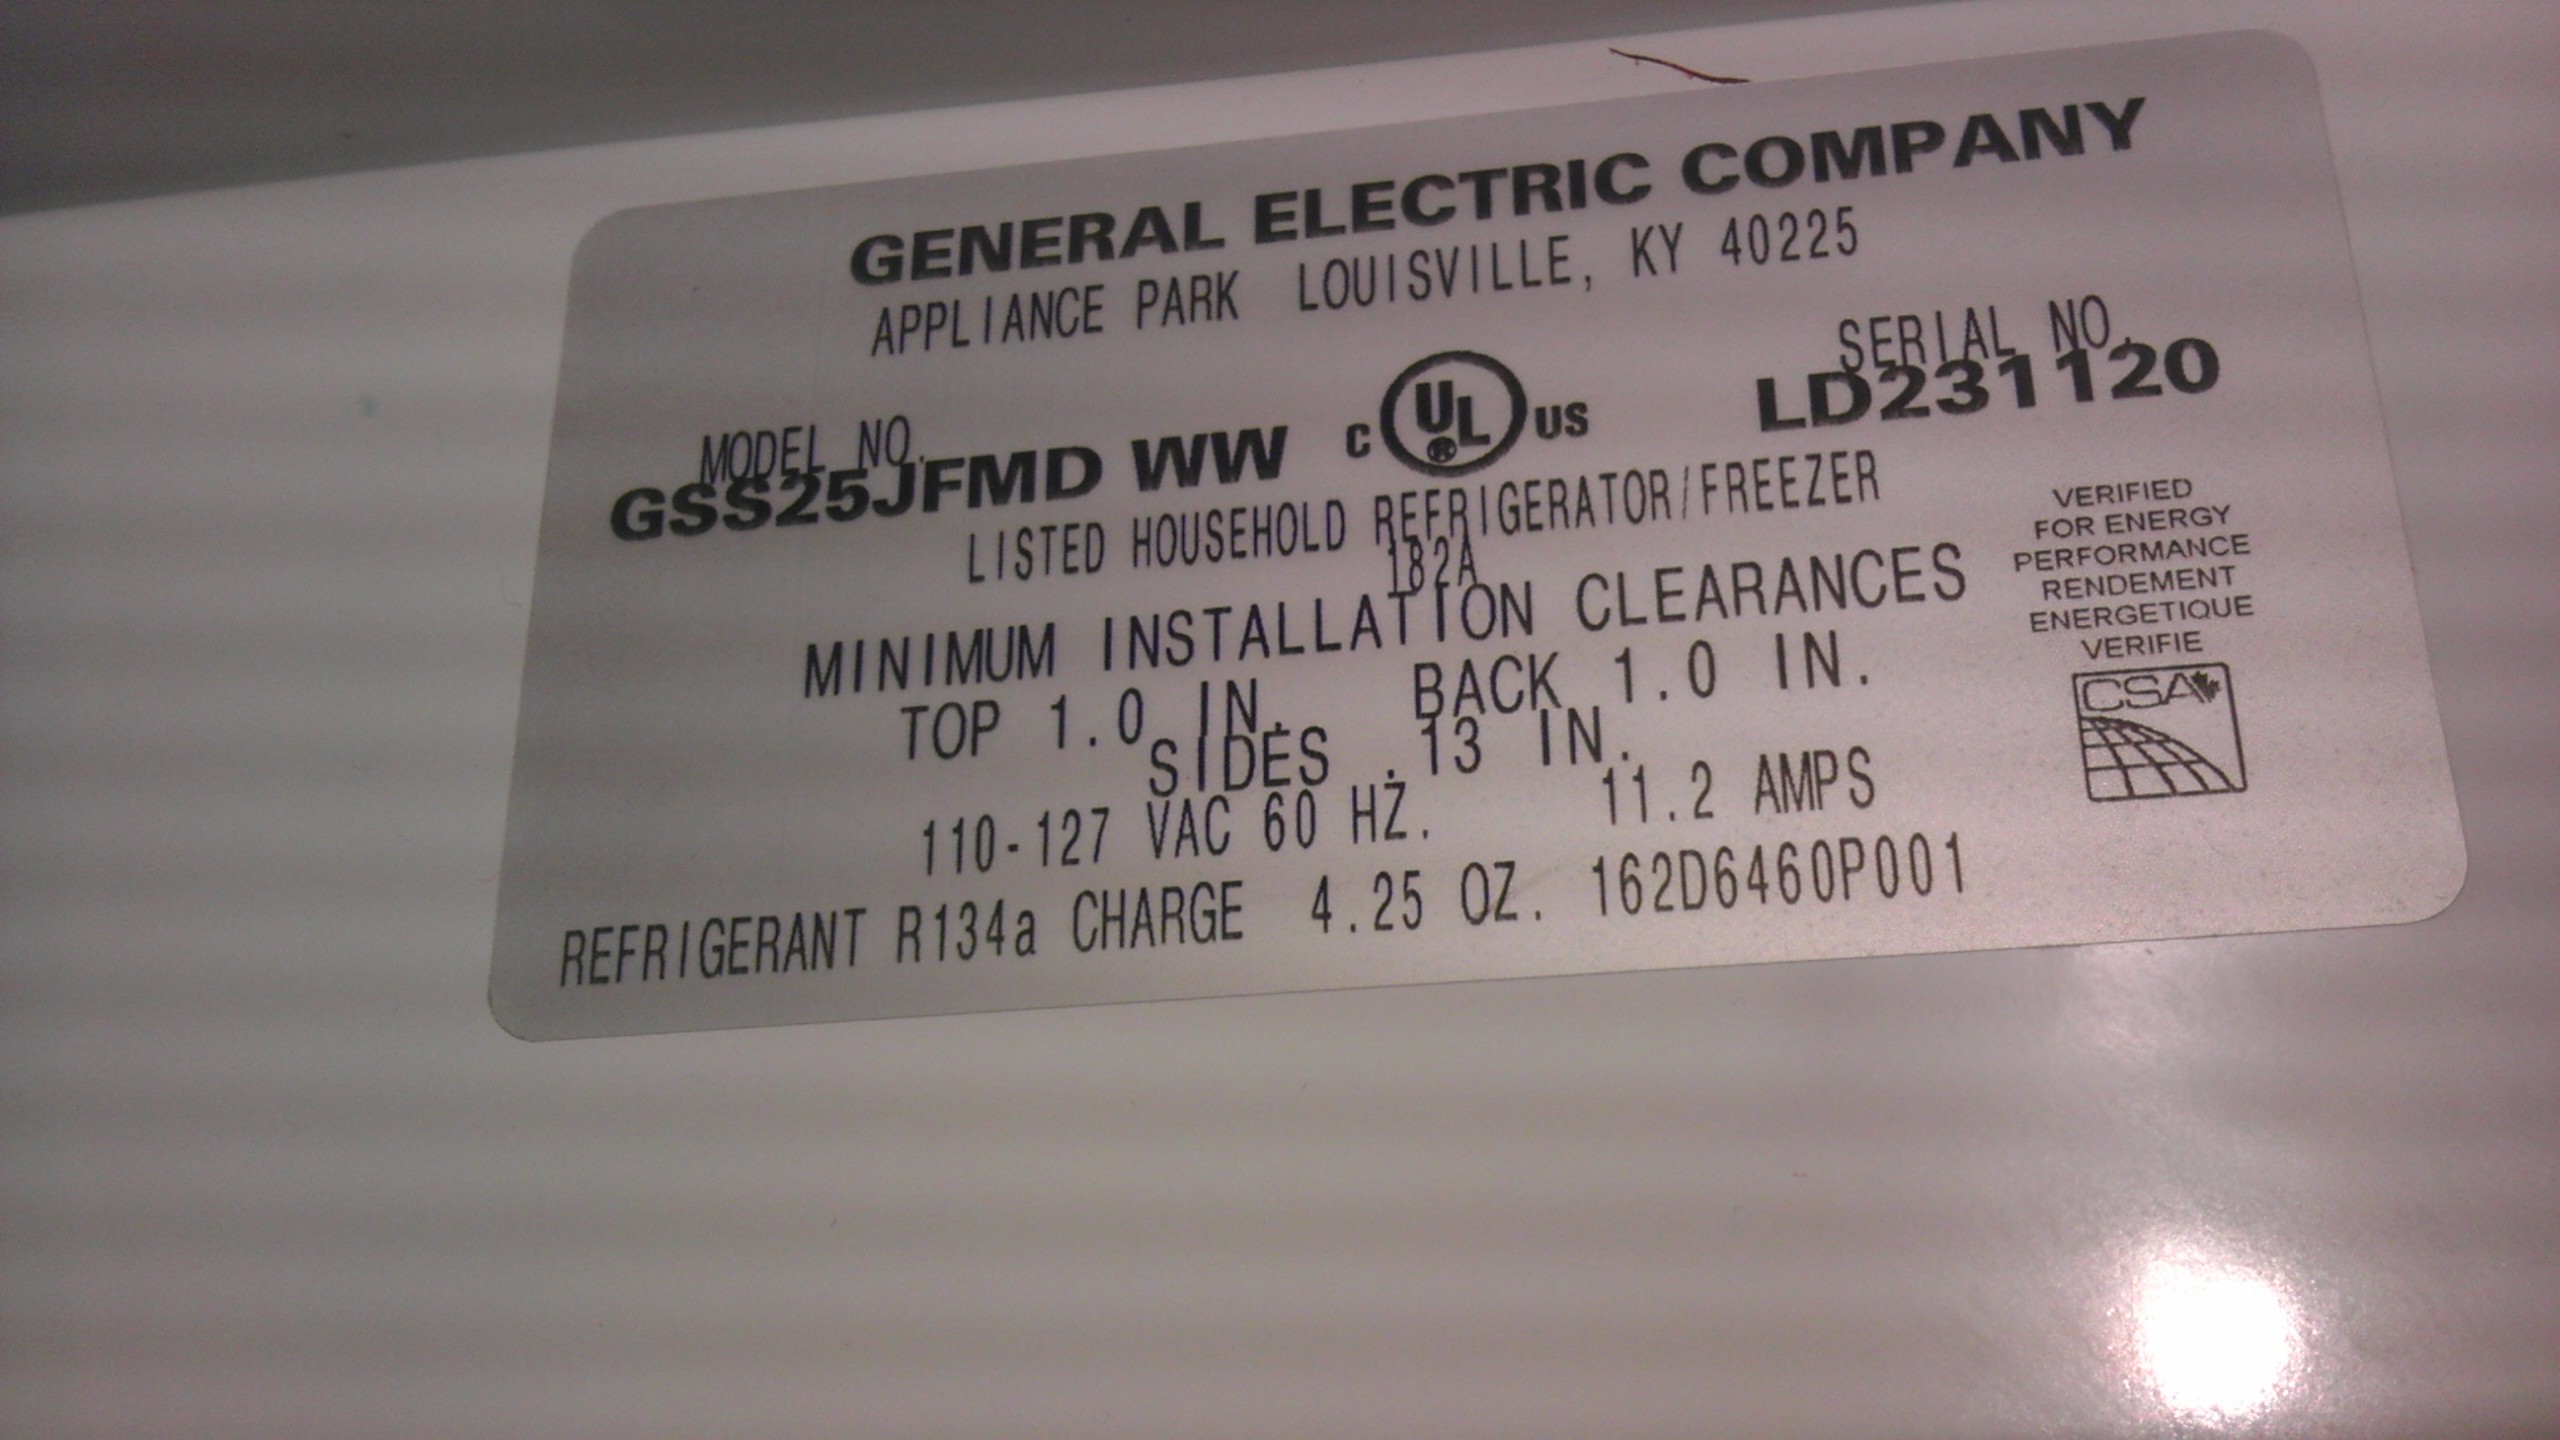 GENERAL ELECTRIC COMPANY
APPLIANCE PARK LOUISVILLE, KY 40225
MODEL NO.
GSS25JFMD WW
C UL ® US
SERIAL NO.
LD231120
LISTED HOUSEHOLD REFRIGERATOR/FREEZER
182A
MINIMUM INSTALLATION CLEARANCES
TOP 1.0 IN. BACK 1.0 IN.
SIDES .13 IN.
110-127 VAC 60 HZ. 11.2 AMPS
REFRIGERANT R134a CHARGE 4.25 OZ. 162D6460P001
VERIFIED
FOR ENERGY
PERFORMANCE
RENDEMENT
ENERGETIQUE
VERIFIE
CSA